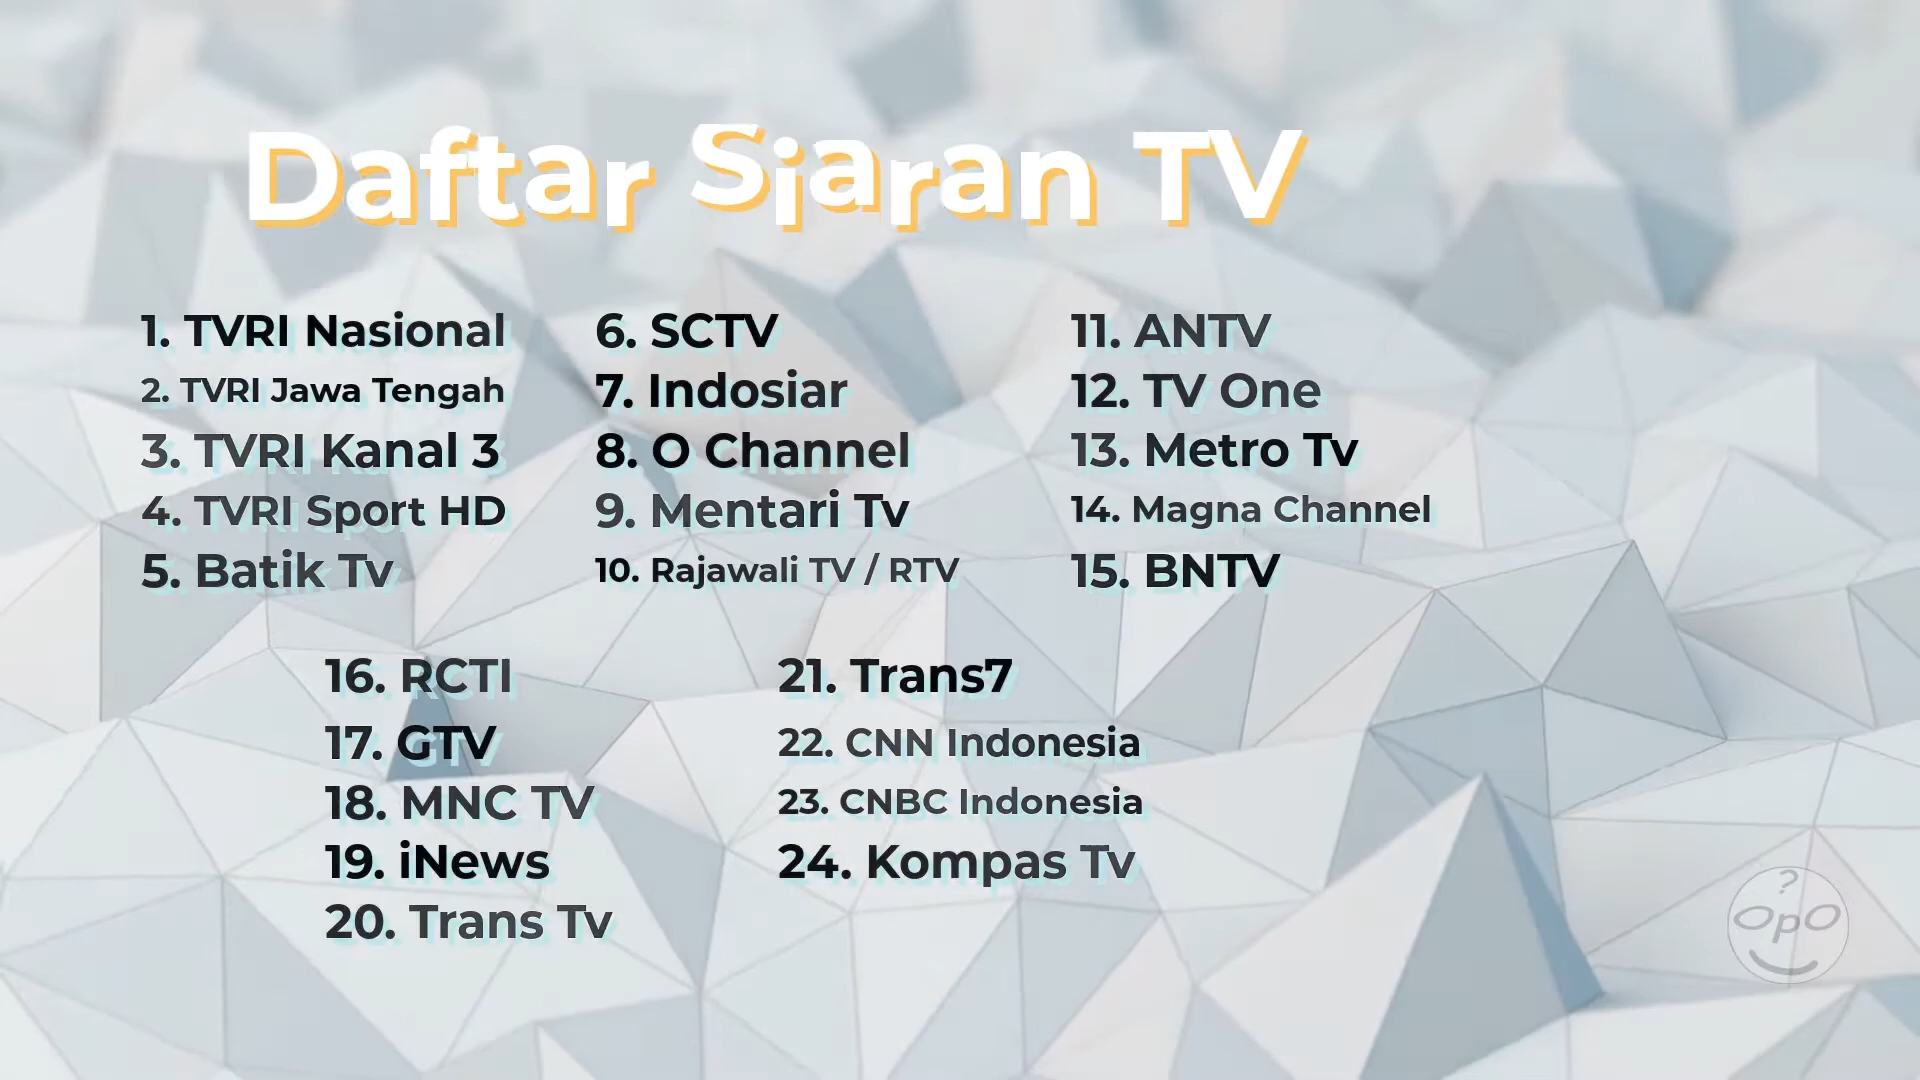 Daftar Siaran TV
1. TVRI Nasional
2. TVRI Jawa Tengah
3. TVRI Kanal 3
4. TVRI Sport HD
5. Batik Tv
6. SCTV
7. Indosiar
8. O Channel
9. Mentari Tv
10. Rajawali TV / RTV
11. ANTV
12. TV One
13. Metro Tv
14. Magna Channel
15. BNTV
16. RCTI
17. GTV
18. MNC TV
19. iNews
20. Trans Tv
21. Trans7
22. CNN Indonesia
23. CNBC Indonesia
24. Kompas Tv
?
OpO